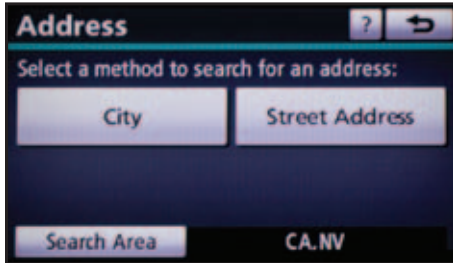 Address ?
Select a method to search for an address:
City Street Address
Search Area CA.NV